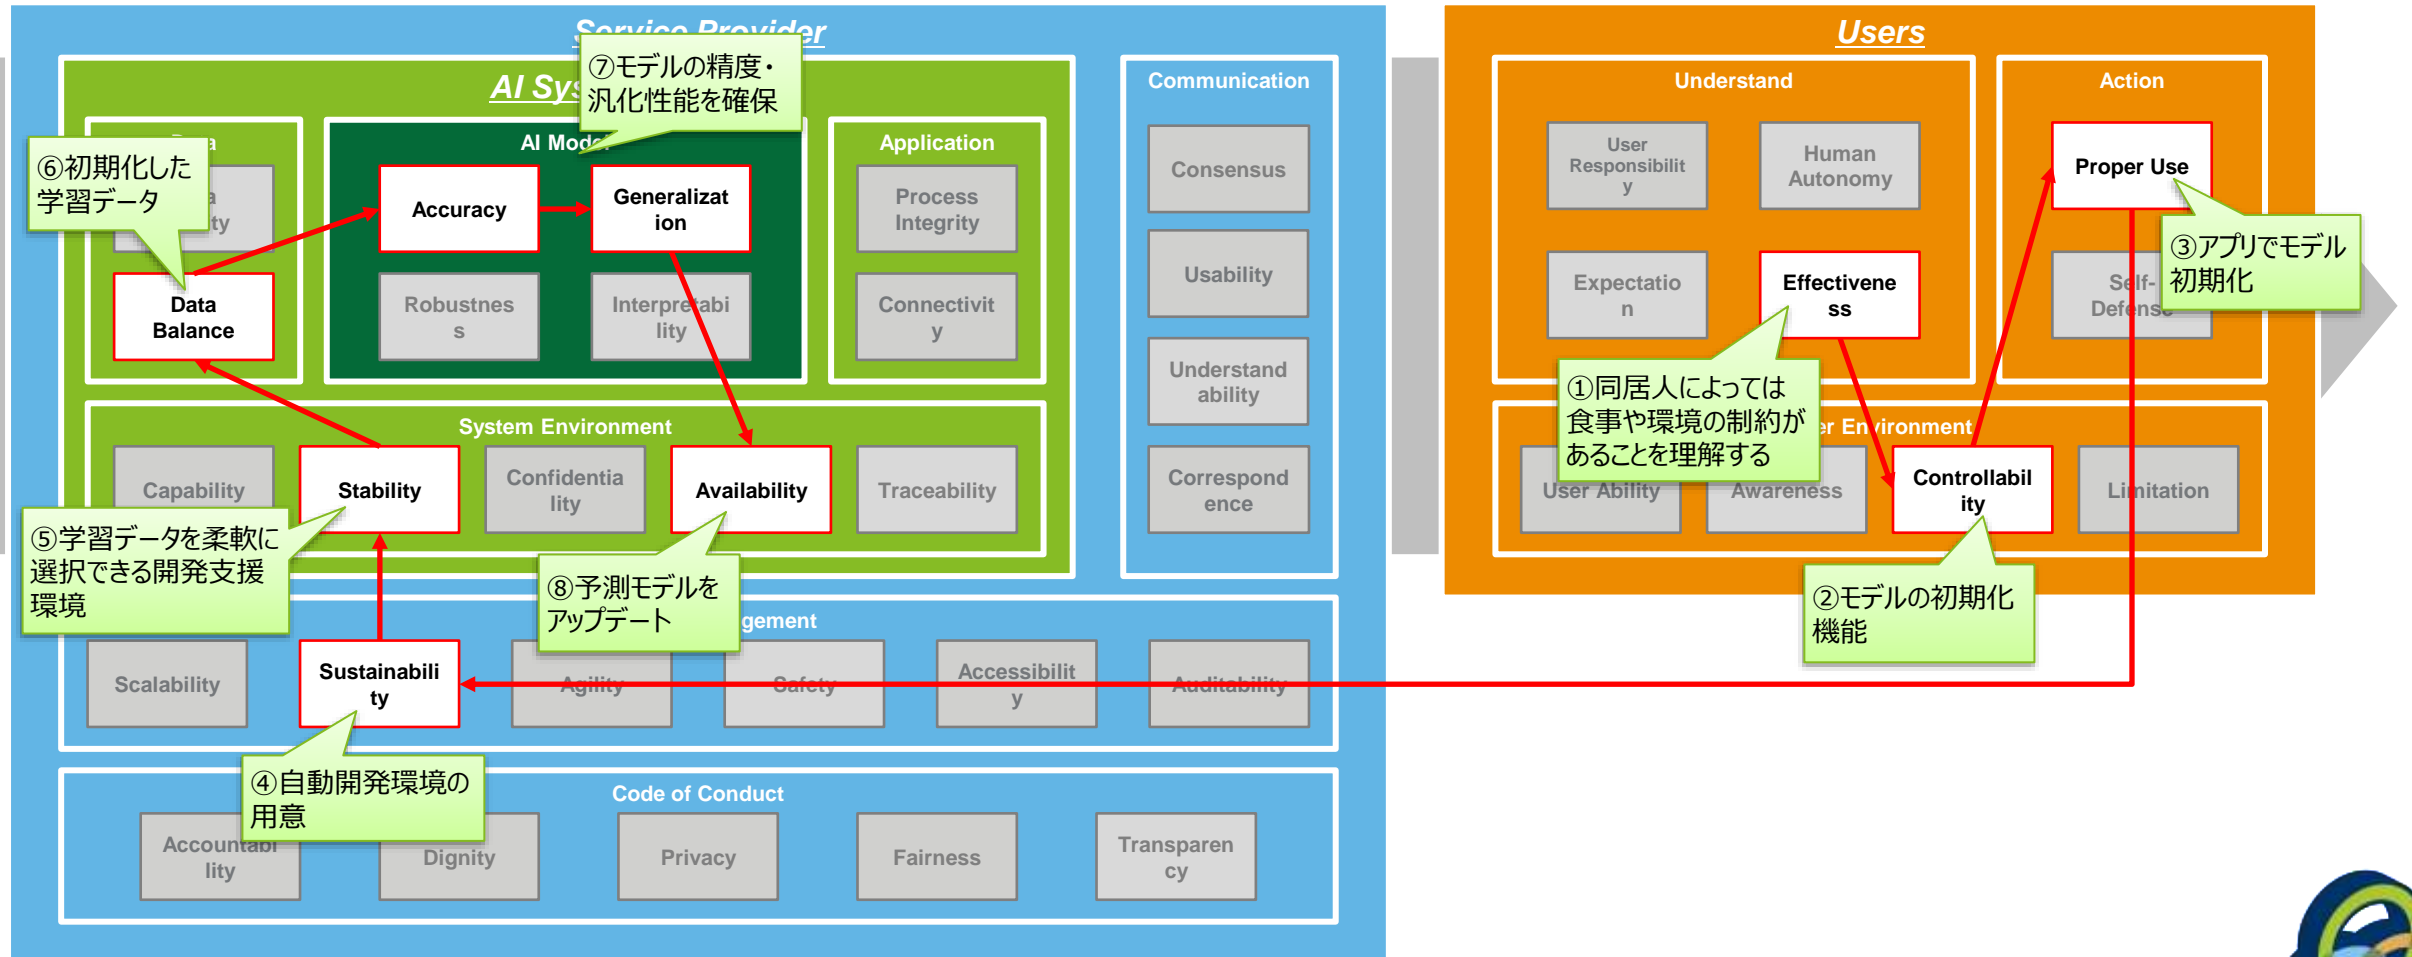 Service Provider
AI Sys
⑦モデルの精度・
汎化性能を確保
Communication
Consensus
Usability
Understand
ability
Correspond
ence
⑥初期化した
学習データ
a
ty
Data
Balance
AI Model
Accuracy
Generalizat
ion
Robustnes
s
Interpretabi
lity
Application
Process
Integrity
Connectivit
y
System Environment
Capability
Stability
Confidentia
lity
Availability
Traceability
⑤学習データを柔軟に
選択できる開発支援
環境
⑧予測モデルを
アップデート
gement
Scalability
Sustainabili
ty
Agility
Safety
Accessibilit
y
Auditability
④自動開発環境の
用意
Code of Conduct
Accountabi
lity
Dignity
Privacy
Fairness
Transparen
cy
Users
Understand
User
Responsibilit
y
Human
Autonomy
Expectatio
n
Effectivene
ss
Action
Proper Use
③アプリでモデル
初期化
Self-
Defense
①同居人によっては
食事や環境の制約が
あることを理解する
er Environment
User Ability
Awareness
Controllabil
ity
Limitation
②モデルの初期化
機能